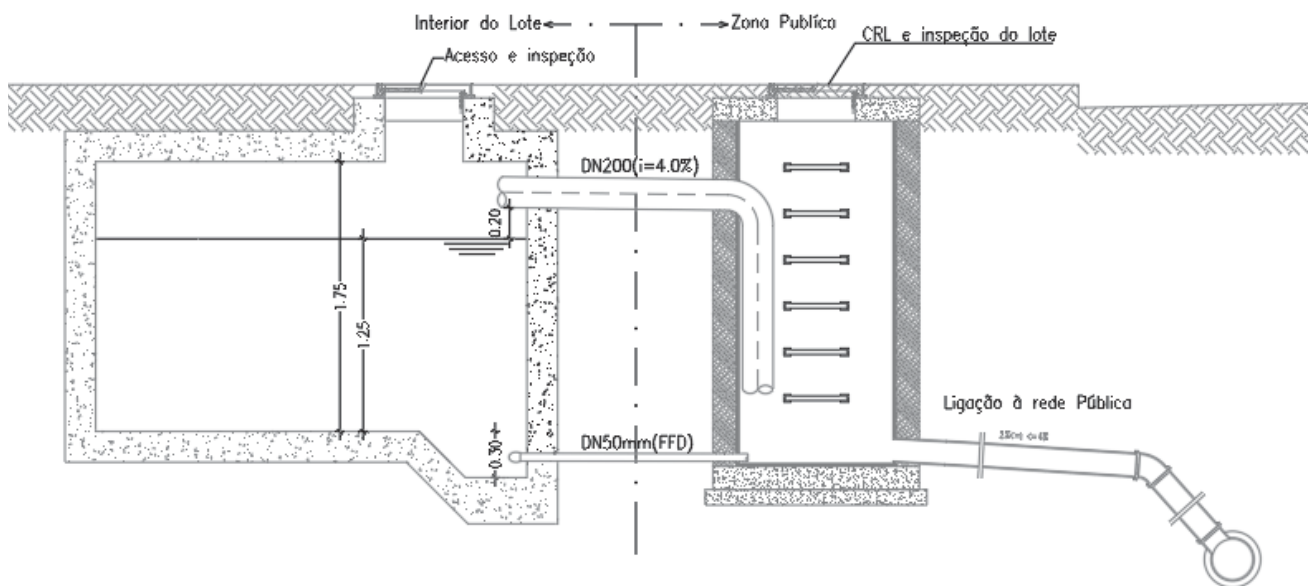 Interior do Lote
Zona Publica
CRL e inspeção do lote
Acesso e inspeção
DN200(i=4.0%)
0.20
1.75
1.25
Ligação à rede Pública
DN50mm(FFD)
0.30